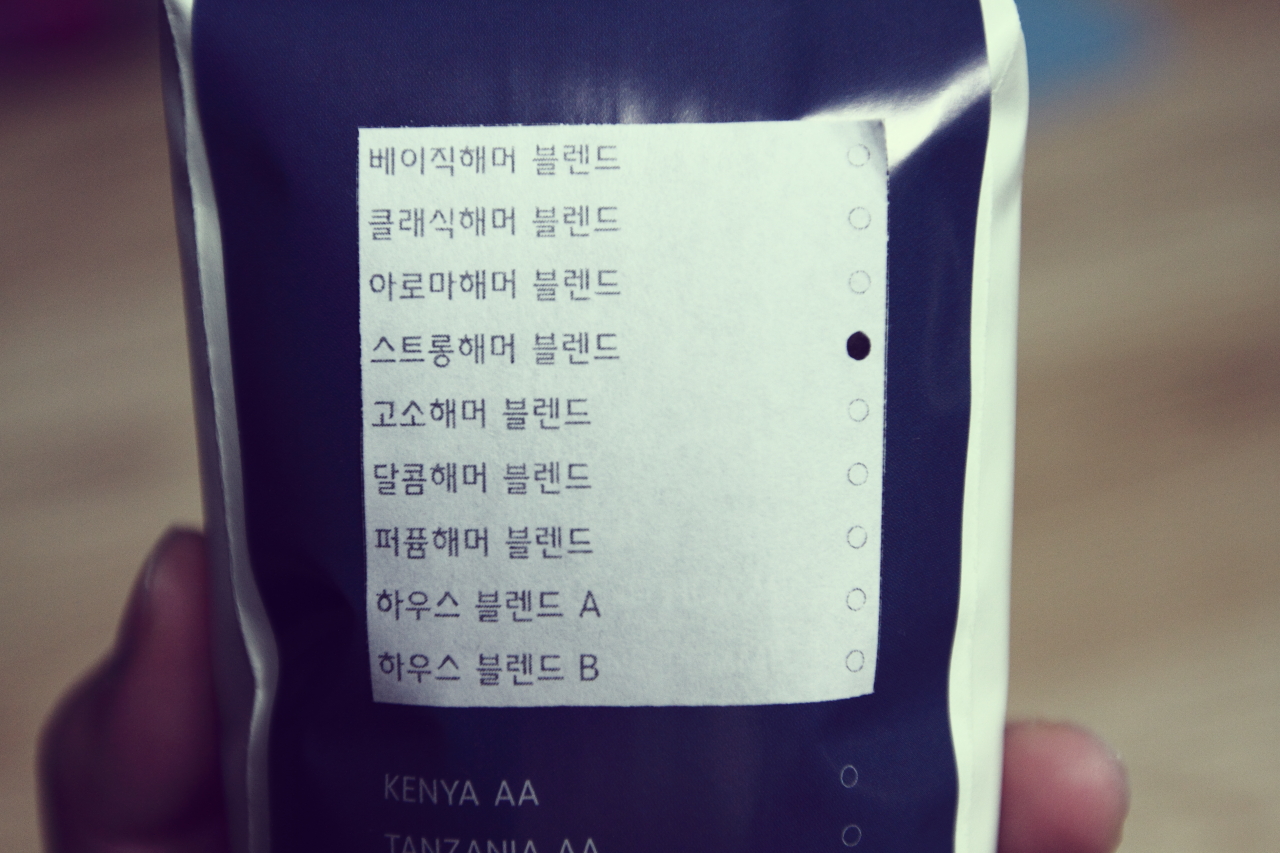 베이직해머 블렌드
클래식해머 블렌드
아로마해머 블렌드
스트롱해머 블렌드
고소해머 블렌드
달콤해머 블렌드
퍼퓸해머 블렌드
하우스 블렌드 A
하우스 블렌드 B
KENYA AA
TANZANIA AA